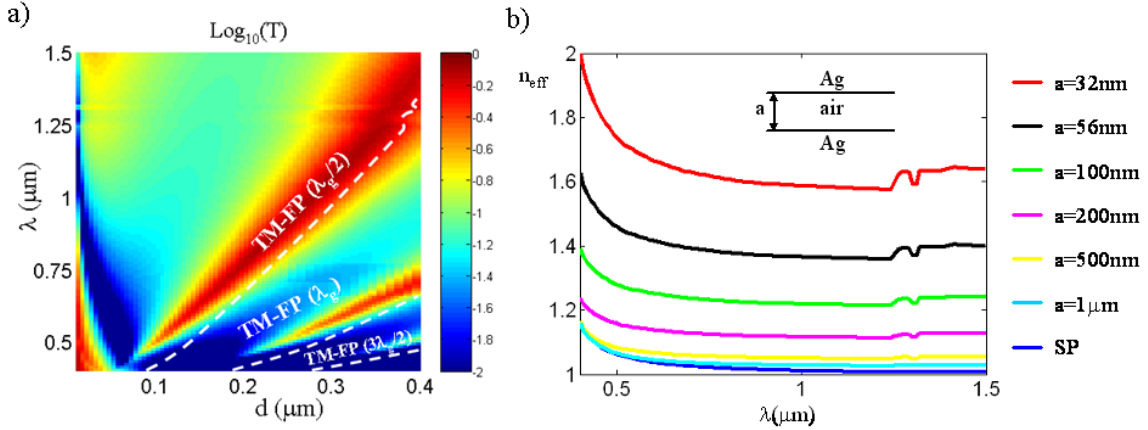 a)
Log10(T)
1.5
1.25
1
0.75
0.5
λ (μm)
0.1
0.2
0.3
0.4
d (μm)
TM-FP (λg/2)
TM-FP (λg)
TM-FP (3λg/2)
0
-0.2
-0.4
-0.6
-0.8
-1
-1.2
-1.4
-1.6
-1.8
-2
b)
2
neff
1.8
1.6
1.4
1.2
1
0.5
1
1.5
λ(μm)
Ag
a
air
Ag
a=32nm
a=56nm
a=100nm
a=200nm
a=500nm
a=1μm
SP